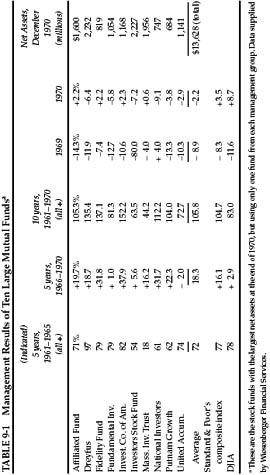 TABLE 9-1 Management Results of Ten Large Mutual Fundsª
(Indicated) 5 years, 1961–1965 (all +) 5 years, 1966–1970 10 years, 1961–1970 (all +) 1969 1970 Net Assets, December 1970 (millions)
Affiliated Fund 71% +19.7% 105.3% –14.3% +2.2% $1,600
Dreyfus 97 +18.7 135.4 –11.9 –6.4 2,232
Fidelity Fund 79 +31.8 137.1 –7.4 +2.2 819
Fundamental Inv. 79 + 1.0 81.3 –12.7 –5.8 1,054
Invest. Co. of Am. 82 +37.9 152.2 –10.6 +2.3 1,168
Investors Stock Fund 54 + 5.6 63.5 –80.0 –7.2 2,227
Mass. Inv. Trust 18 +16.2 44.2 – 4.0 +0.6 1,956
National Investors 61 +31.7 112.2 + 4.0 –9.1 747
Putnam Growth 62 +22.3 104.0 –13.3 –3.8 684
United Accum. 74 – 2.0 72.7 –10.3 –2.9 1,141
Average 72 18.3 105.8 – 8.9 –2.2 $13,628 (total)
Standard & Poor's
composite index 77 +16.1 104.7 – 8.3 +3.5
DJIA 78 + 2.9 83.0 –11.6 +8.7
ª These are the stock funds with the largest net assets at the end of 1970, but using only one fund from each management group. Data supplied
by Wiesenberger Financial Services.